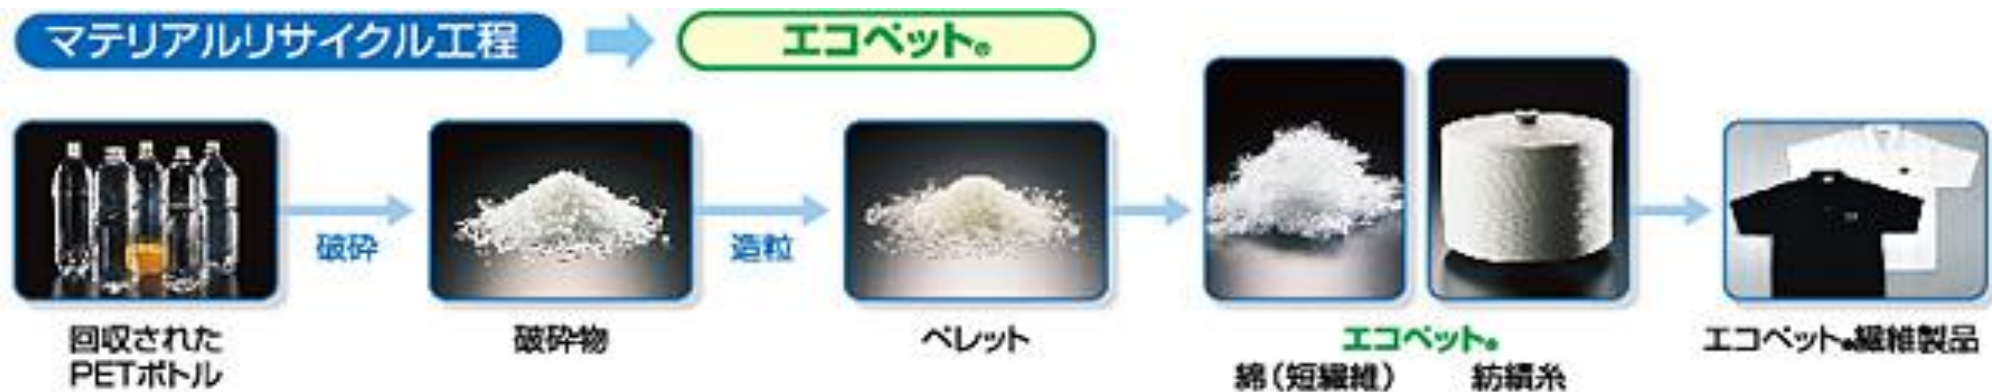 マテリアルリサイクル工程
エコペット®
破砕
造粒
回収された
PETボトル
破砕物
ペレット
エコペット®
綿(短繊維)
紡績糸
エコペット®繊維製品